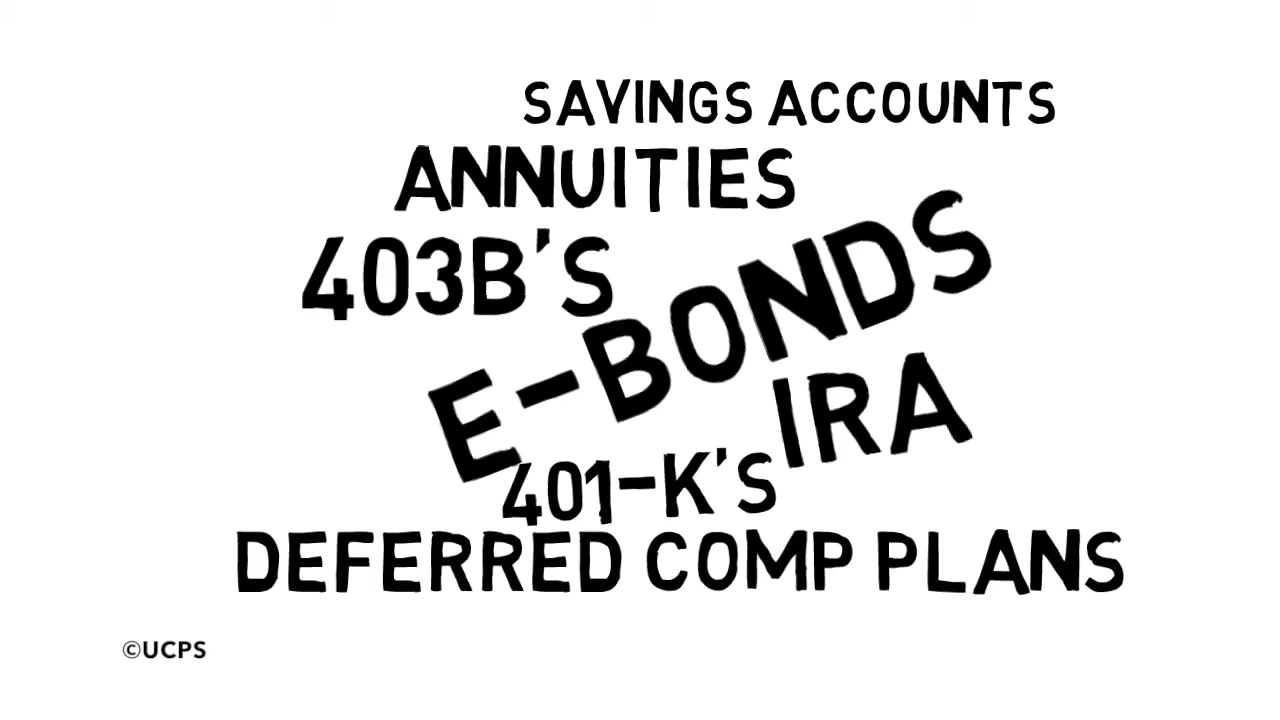 SAVINGS ACCOUNTS
ANNUITIES
403B'S
E-BONDS
IRA
401-K'S
DEFERRED COMP PLANS
©UCPS